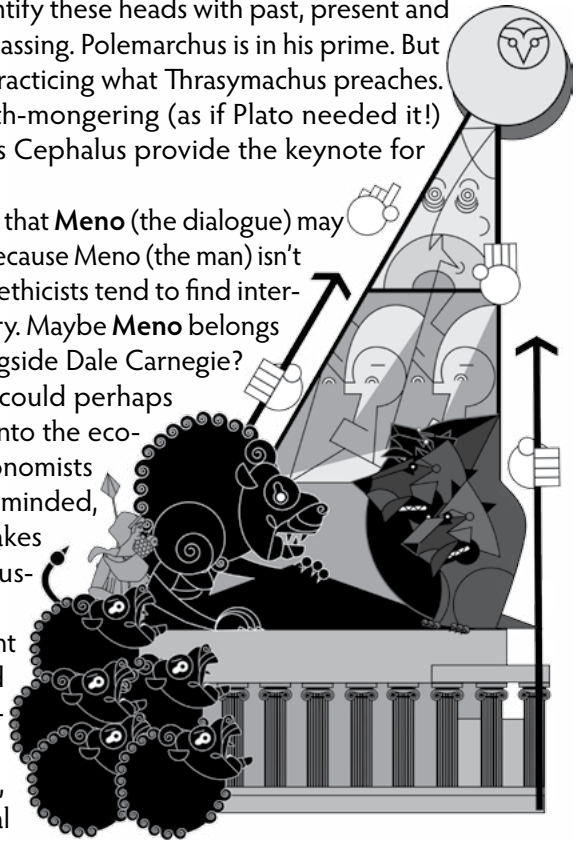 ntify these heads with past, present and
assing. Polemarchus is in his prime. But
racticing what Thrasymachus preaches.
th-mongering (as if Plato needed it!)
s Cephalus provide the keynote for
that Meno (the dialogue) may
ecause Meno (the man) isn’t
ethicists tend to find inter-
ry. Maybe Meno belongs
gside Dale Carnegie?
could perhaps
nto the eco-
onomists
minded,
akes
us-
nt
d
-
,
al